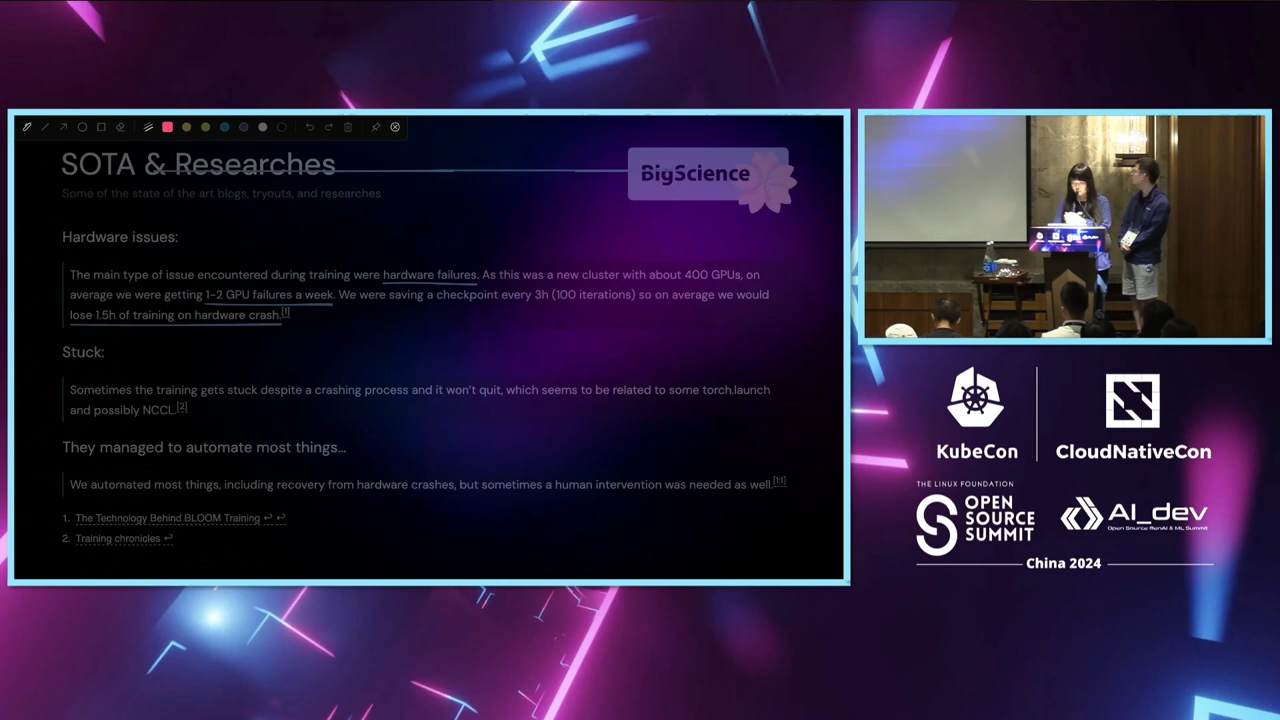 SOTA & Researches
Some of the state of the art blogs, tryouts, and researches
BigScience
Hardware issues:
The main type of issue encountered during training were hardware failures. As this was a new cluster with about 400 GPUs, on
average we were getting 1-2 GPU failures a week. We were saving a checkpoint every 3h (100 iterations) so on average we would
lose 1.5h of training on hardware crash.[1]
Stuck:
Sometimes the training gets stuck despite a crashing process and it won't quit, which seems to be related to some torch.launch
and possibly NCCL.[2]
They managed to automate most things...
We automated most things, including recovery from hardware crashes, but sometimes a human intervention was needed as well.[1:1]
1. The Technology Behind BLOOM Training ↩ ↩
2. Training chronicles ↩
KubeCon
CloudNativeCon
THE LINUX FOUNDATION
OPEN
SOURCE
SUMMIT
AI_dev
Open Source GenAI & ML Summit
China 2024